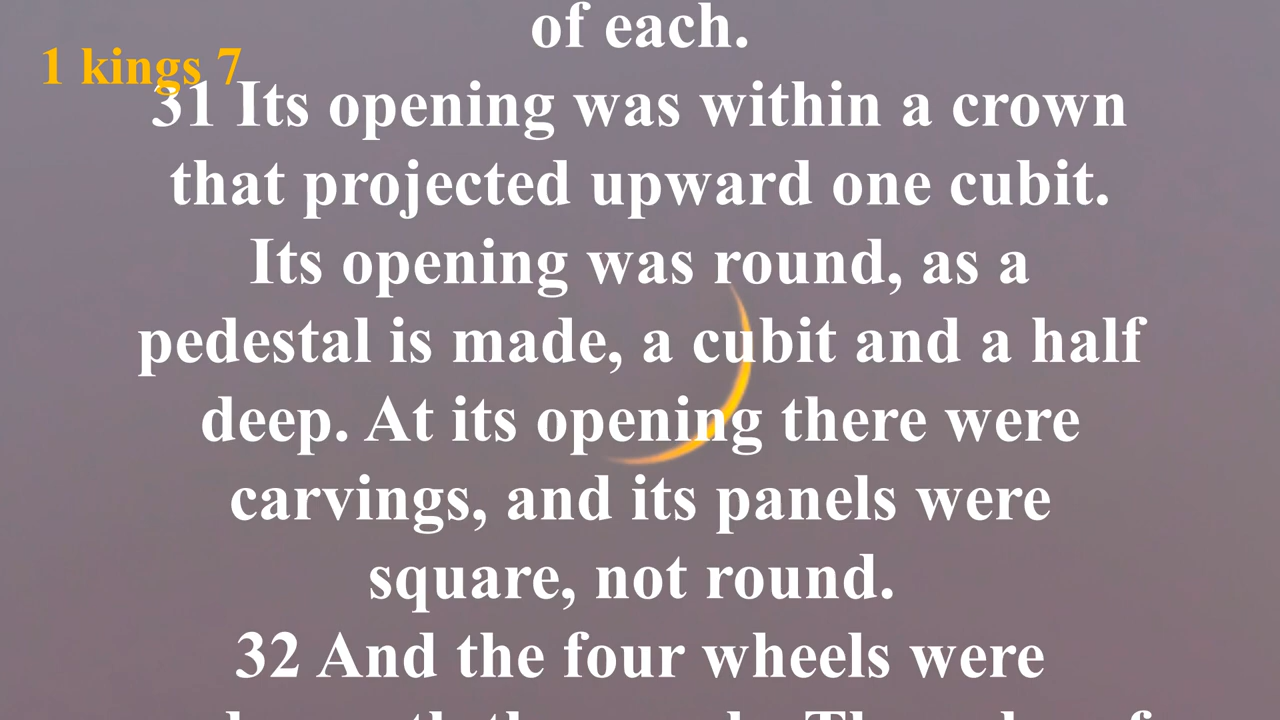 of each.
1 kings 7
31 Its opening was within a crown
that projected upward one cubit.
Its opening was round, as a
pedestal is made, a cubit and a half
deep. At its opening there were
carvings, and its panels were
square, not round.
32 And the four wheels were